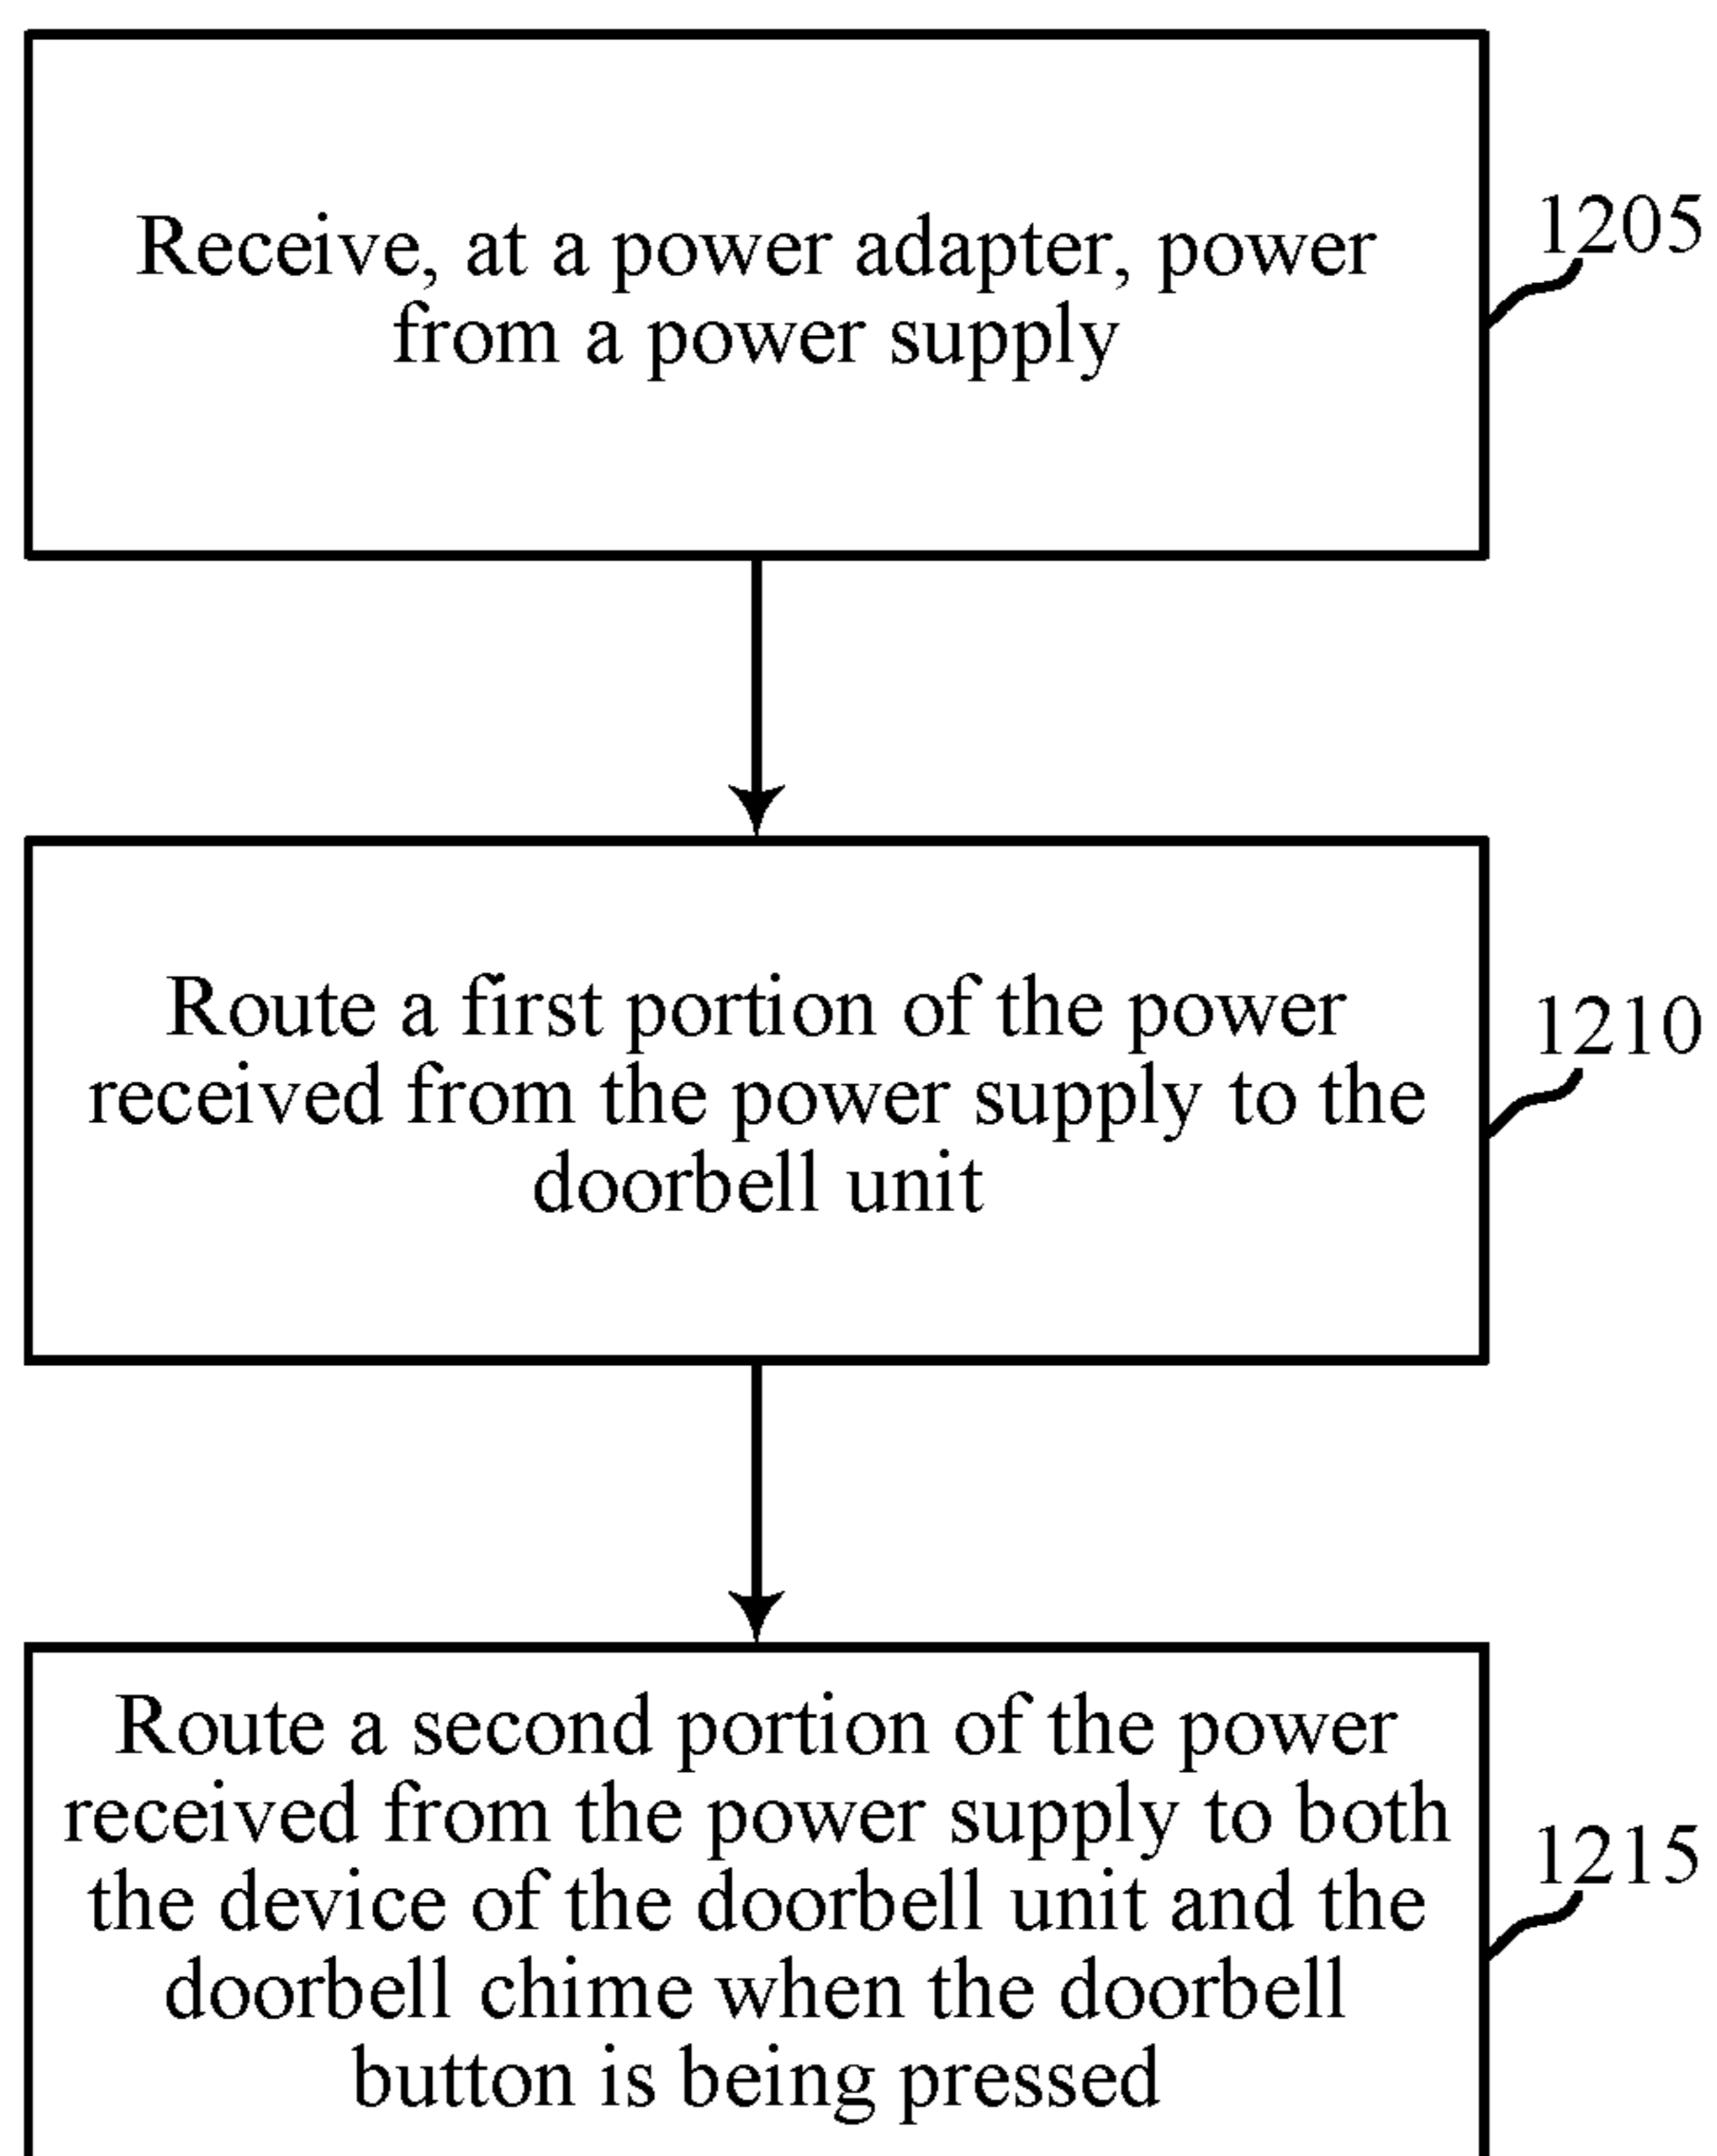 Receive, at a power adapter, power
from a power supply
1205
Route a first portion of the power
received from the power supply to the
doorbell unit
1210
Route a second portion of the power
received from the power supply to both
the device of the doorbell unit and the
doorbell chime when the doorbell
button is being pressed
1215